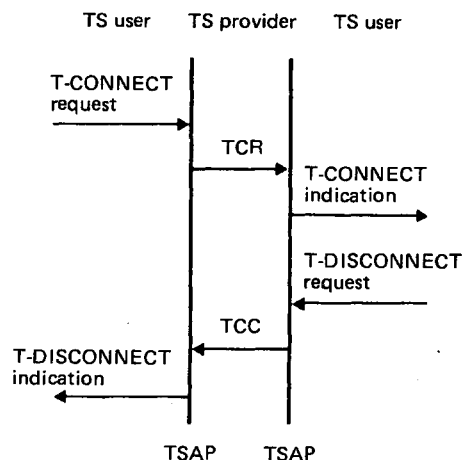 TS user TS provider TS user
T-CONNECT
request
TCR
T-CONNECT
indication
T-DISCONNECT
request
TCC
T-DISCONNECT
indication
TSAP TSAP